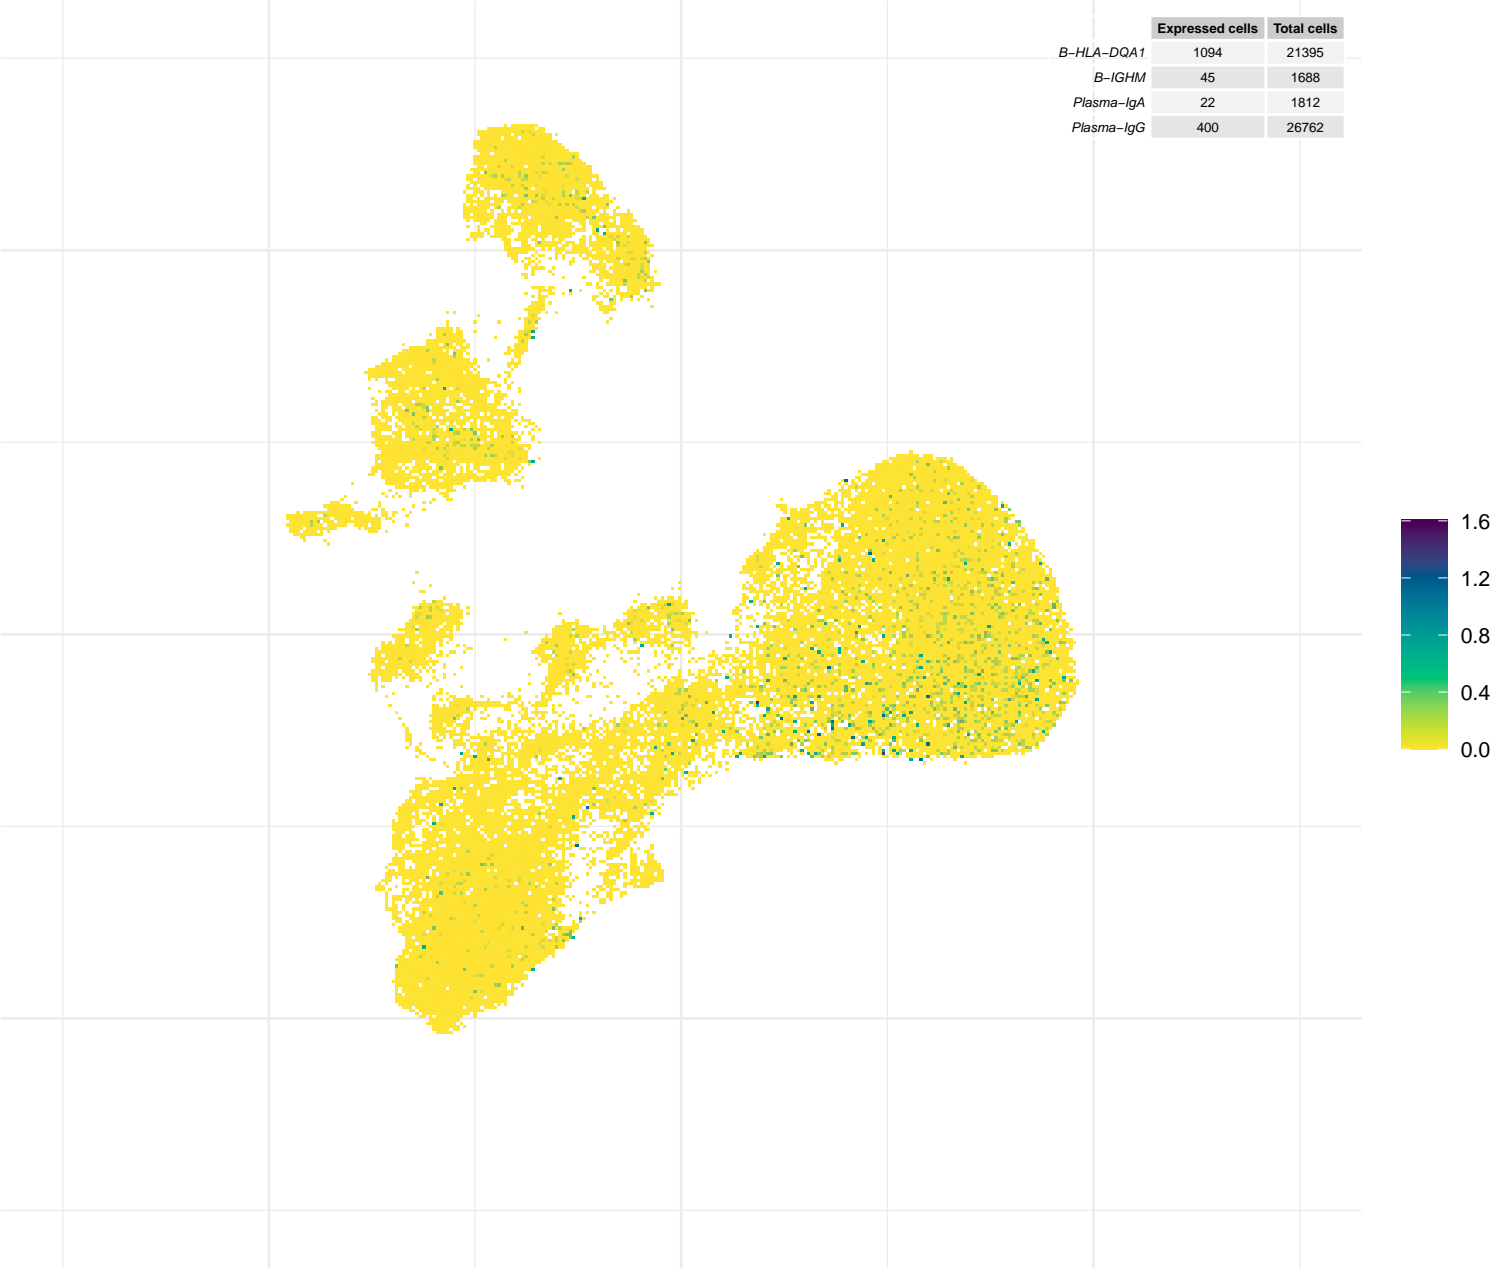 Expressed cells Total cells
B−HLA−DQA1 1094 21395
B−IGHM 45 1688
Plasma−IgA 22 1812
Plasma−IgG 400 26762
1.6
1.2
0.8
0.4
0.0